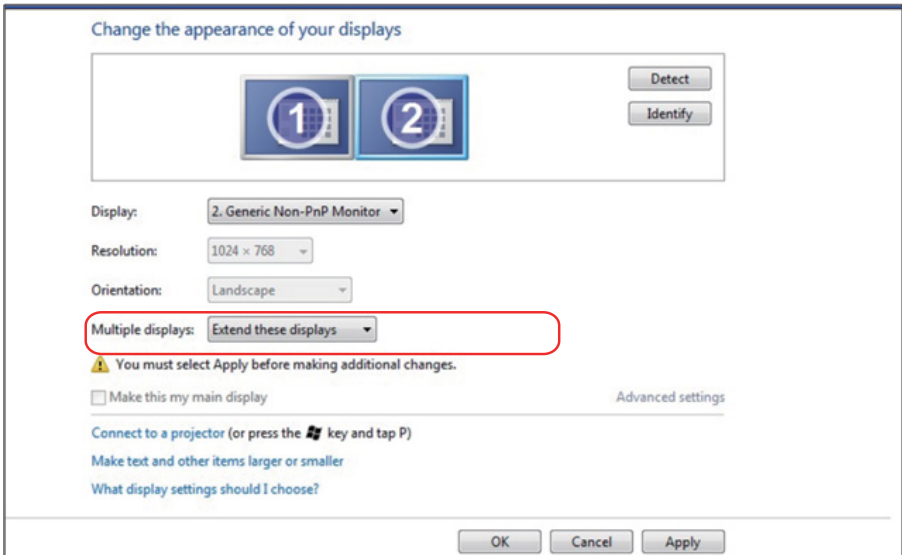 Change the appearance of your displays
1 2
Detect
Identify
Display: 2. Generic Non-PnP Monitor
Resolution: 1024 × 768
Orientation: Landscape
Multiple displays: Extend these displays
You must select Apply before making additional changes.
Make this my main display Advanced settings
Connect to a projector (or press the key and tap P)
Make text and other items larger or smaller
What display settings should I choose?
OK Cancel Apply